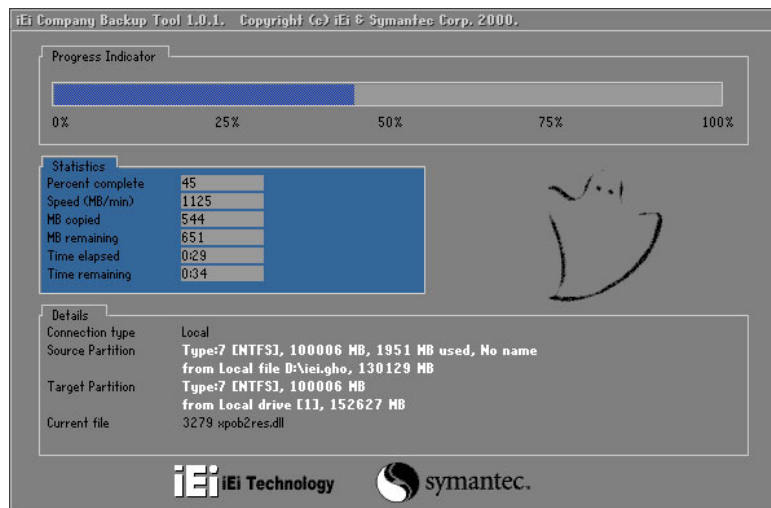 iEi Company Backup Tool 1.0.1. Copyright (c) iEi & Symantec Corp. 2000.
Progress Indicator
0% 25% 50% 75% 100%
Statistics
Percent complete 45
Speed (MB/min) 1125
MB copied 544
MB remaining 651
Time elapsed 0:29
Time remaining 0:34
Details
Connection type Local
Source Partition Type:7 [NTFS], 100006 MB, 1951 MB used, No name
from Local file D:\iei.gho, 130129 MB
Target Partition Type:7 [NTFS], 100006 MB
from Local drive [1], 152627 MB
Current file 3279 xpob2res.dll
iEi iEi Technology symantec.